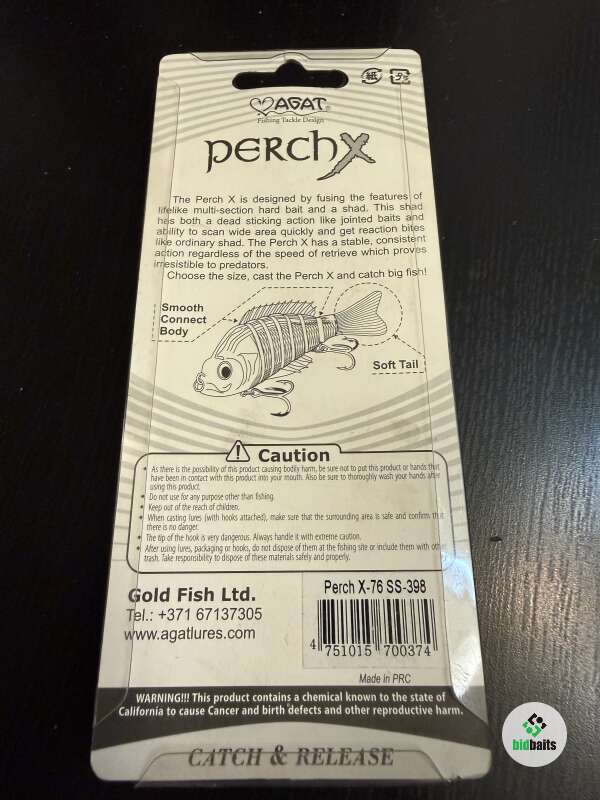 AGAT®
Fishing Tackle Design
PERCHX
The Perch X is designed by fusing the features of
lifelike multi-section hard bait and a shad. This shad
has both a dead sticking action like jointed baits and
ability to scan wide area quickly and get reaction bites
like ordinary shad. The Perch X has a stable, consistent
action regardless of the speed of retrieve which proves
irresistible to predators.
Choose the size, cast the Perch X and catch big fish!
Smooth
Connect
Body
Soft Tail
Caution
• As there is the possibility of this product causing bodily harm, be sure not to put this product or hands that
have been in contact with this product into your mouth. Also be sure to thoroughly wash your hands after
using this product.
• Do not use for any purpose other than fishing.
• Keep out of the reach of children.
• When casting lures (with hooks attached), make sure that the surrounding area is safe and confirm that
there is no danger.
• The tip of the hook is very dangerous. Always handle it with extreme caution.
• After using lures, packaging or hooks, do not dispose of them at the fishing site or include them with other
trash. Take responsibility to dispose of these materials safely and properly.
Gold Fish Ltd.
Tel.: +371 67137305
www.agatlures.com
Perch X-76 SS-398
4 751015 700374
Made in PRC
WARNING!!! This product contains a chemical known to the state of
California to cause Cancer and birth defects and other reproductive harm.
CATCH & RELEASE
bidbaits